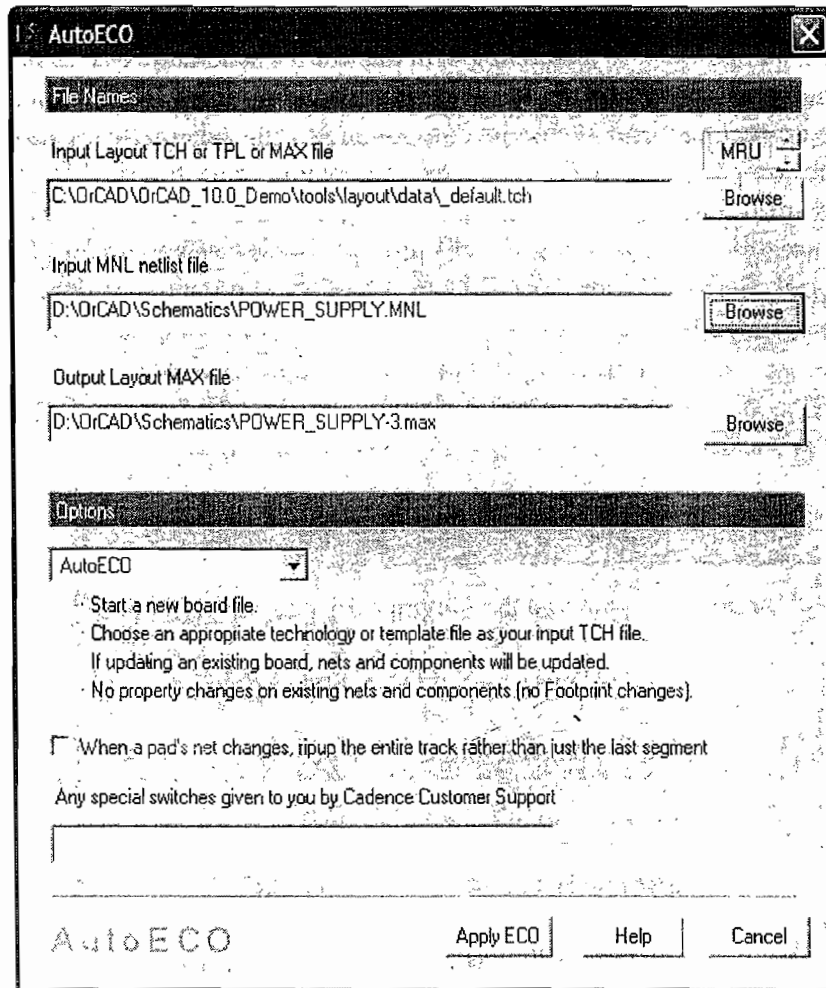 AutoECO
File Names
Input Layout TCH or TPL or MAX file
MRU
C:\OrCAD\OrCAD_10.0_Demo\tools\layout\data\_default.tch
Browse
Input MNL netlist file
D:\OrCAD\Schematics\POWER_SUPPLY.MNL
Browse
Output Layout MAX file
D:\OrCAD\Schematics\POWER_SUPPLY-3.max
Browse
Options
AutoECO
· Start a new board file.
· Choose an appropriate technology or template file as your input TCH file.
If updating an existing board, nets and components will be updated.
· No property changes on existing nets and components (no Footprint changes).
When a pad's net changes, ripup the entire track rather than just the last segment
Any special switches given to you by Cadence Customer Support
AutoECO
Apply ECO
Help
Cancel